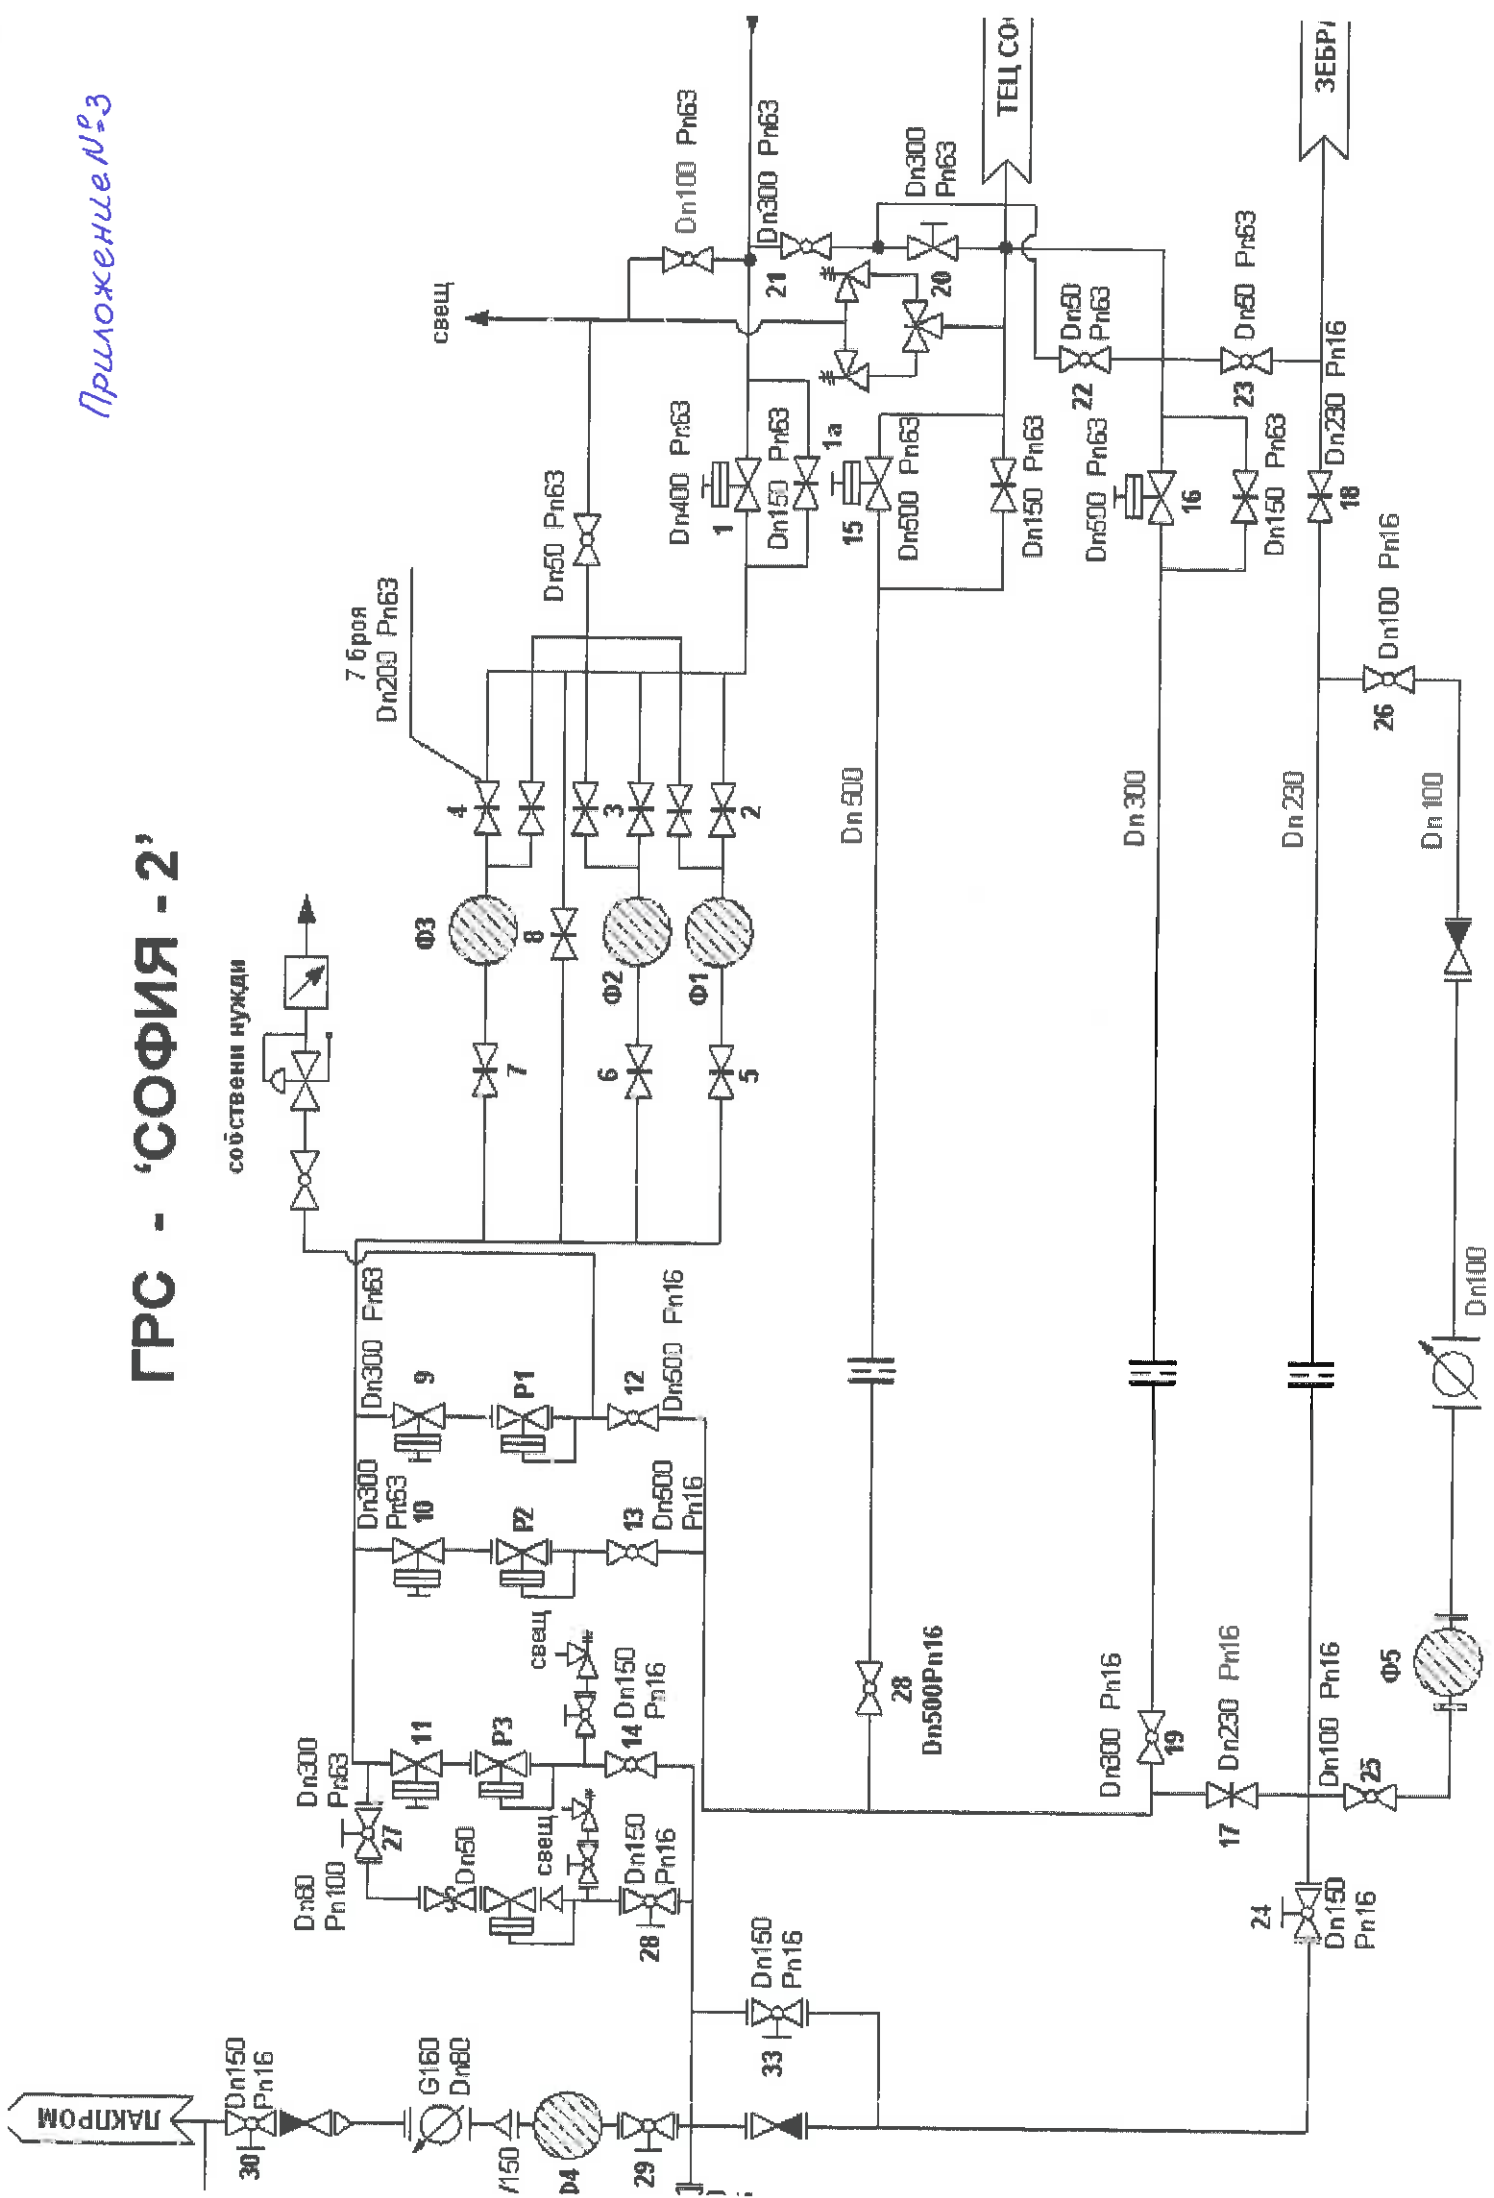 Приложение №3
ГРС - 'СОФИЯ - 2'
ЛАКПРОМ
Dn150
Pn16
30
G160
Dn80
/150
29
33
Dn150
Pn16
Dn80
Pn100
27
Dn50
свещ
Dn150
Pn16
28
Dn300
Pn63
11
P3
свещ
Dn150
Pn16
14
Dn300
Pn63
10
P2
13
Dn500
Pn16
Dn300 Pn63
9
P1
12
Dn500 Pn16
собствени нужди
7
6
5
Ф3
8
Ф2
Ф1
4
3
2
7 броя
Dn200 Pn63
Dn50 Pn63
свещ
Dn100 Pn63
Dn400 Pn63
1
Dn150 Pn63
1a
21
Dn300 Pn63
20
Dn300
Pn63
ТЕЦ СО
15
Dn500 Pn63
Dn150 Pn63
22
Dn50
Pn63
Dn500 Pn63
16
Dn150 Pn63
23
Dn50 Pn63
ЗЕБР
18
Dn230 Pn16
26
Dn100 Pn16
Dn500
Dn300
Dn230
Dn100
Dn100
28
Dn500Pn16
Dn300 Pn16
19
17
Dn230 Pn16
Dn100 Pn16
25
Ф5
24
Dn150
Pn16